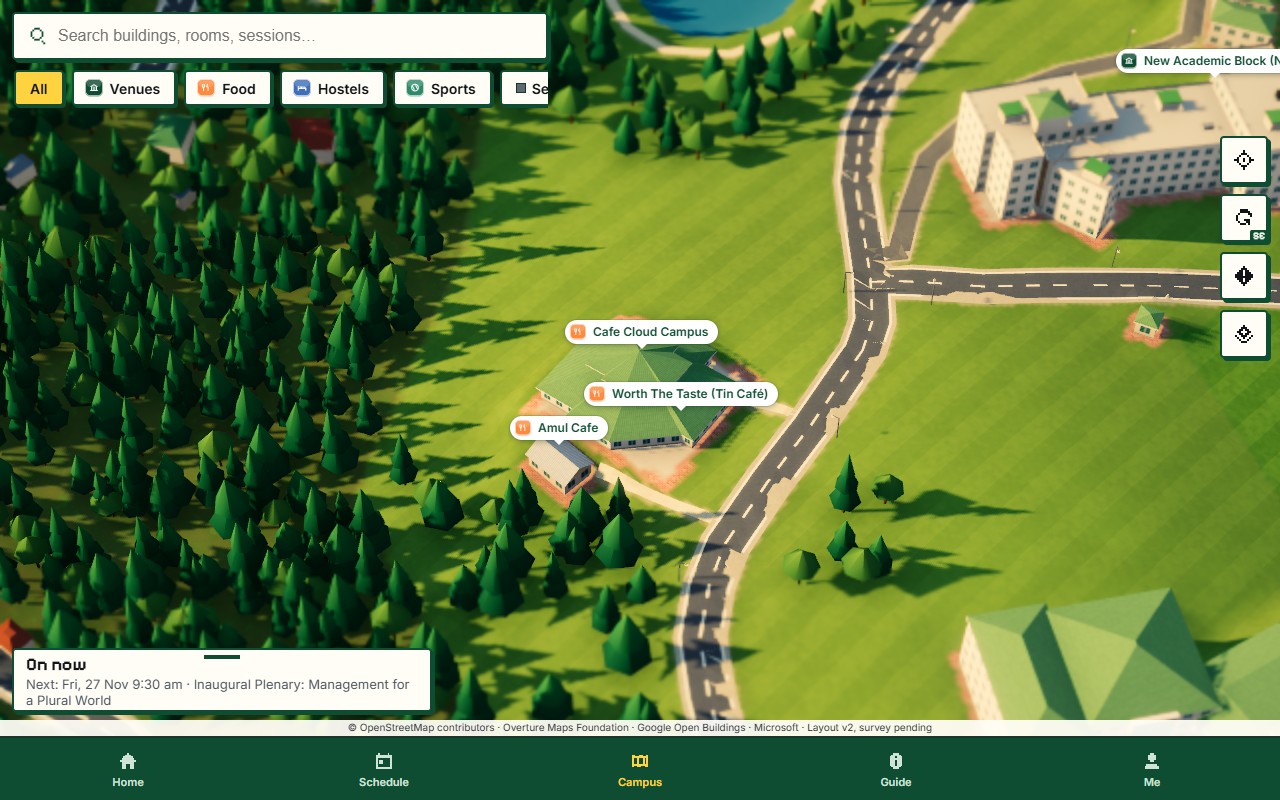 Search buildings, rooms, sessions...
All
Venues
Food
Hostels
Sports
Se
New Academic Block (N
SE
Cafe Cloud Campus
Worth The Taste (Tin Café)
Amul Cafe
On now
Next: Fri, 27 Nov 9:30 am · Inaugural Plenary: Management for
a Plural World
© OpenStreetMap contributors · Overture Maps Foundation · Google Open Buildings · Microsoft · Layout v2, survey pending
Home
Schedule
Campus
Guide
Me